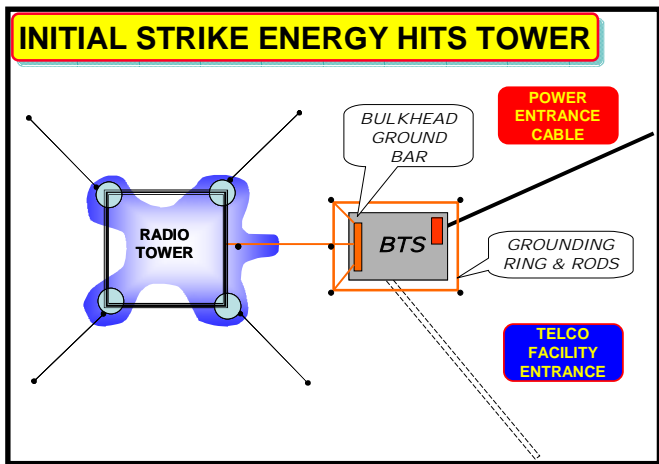 INITIAL STRIKE ENERGY HITS TOWER
POWER
ENTRANCE
CABLE
BULKHEAD
GROUND
BAR
RADIO
TOWER
BTS
GROUNDING
RING & RODS
TELCO
FACILITY
ENTRANCE